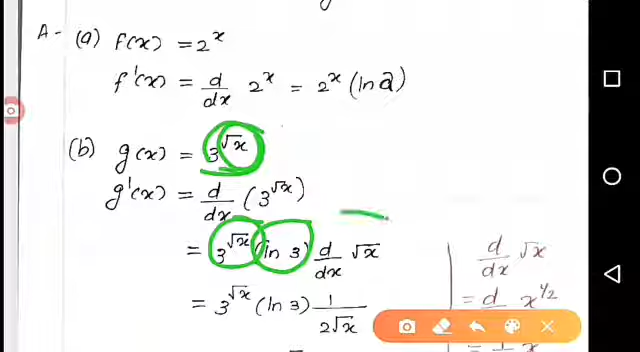 A- (a) f(x) = 2^x
f'(x) = d/dx 2^x = 2^x (ln 2)
(b) g(x) = 3^√x
g'(x) = d/dx (3^√x)
= 3^√x (ln 3) d/dx √x
= 3^√x (ln 3) 1/2√x
d/dx √x
= d x^1/2